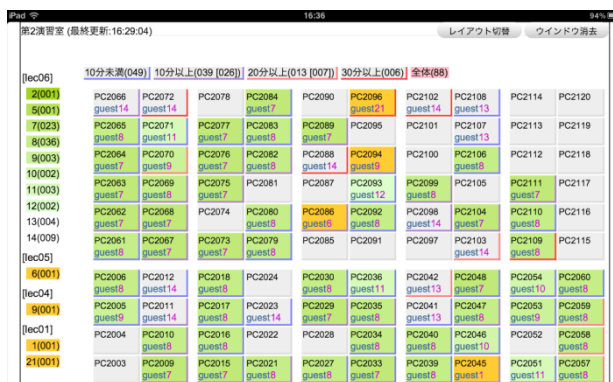 iPad 16:36 94%
第2演習室 (最終更新:16:29:04) レイアウト切替 ウインドウ消去
10分未満(049) 10分以上(039 [026]) 20分以上(013 [007]) 30分以上(006) 全体(88)
[lec06]
2(001)
5(001)
7(023)
8(036)
9(003)
10(002)
11(003)
12(002)
13(004)
14(009)
[lec05]
6(001)
[lec04]
9(001)
[lec01]
1(001)
21(001)
PC2066 PC2072 PC2078 PC2084 PC2090 PC2096 PC2102 PC2108 PC2114 PC2120
guest14 guest14 guest7 guest21 guest14 guest13
PC2065 PC2071 PC2077 PC2083 PC2089 PC2095 PC2101 PC2107 PC2113 PC2119
guest8 guest11 guest7 guest8 guest7 guest13
PC2064 PC2070 PC2076 PC2082 PC2088 PC2094 PC2100 PC2106 PC2112 PC2118
guest7 guest9 guest7 guest8 guest14 guest9 guest8
PC2063 PC2069 PC2075 PC2081 PC2087 PC2093 PC2099 PC2105 PC2111 PC2117
guest7 guest8 guest7 guest12 guest8 guest7
PC2062 PC2068 PC2074 PC2080 PC2086 PC2092 PC2098 PC2104 PC2110 PC2116
guest7 guest7 guest8 guest6 guest8 guest14 guest7 guest8
PC2061 PC2067 PC2073 PC2079 PC2085 PC2091 PC2097 PC2103 PC2109 PC2115
guest8 guest7 guest7 guest8 guest14 guest8
PC2006 PC2012 PC2018 PC2024 PC2030 PC2036 PC2042 PC2048 PC2054 PC2060
guest8 guest14 guest8 guest8 guest11 guest13 guest7 guest10 guest8
PC2005 PC2011 PC2017 PC2023 PC2029 PC2035 PC2041 PC2047 PC2053 PC2059
guest9 guest14 guest8 guest14 guest7 guest8 guest13 guest8 guest9 guest8
PC2004 PC2010 PC2016 PC2022 PC2028 PC2034 PC2040 PC2046 PC2052 PC2058
guest8 guest8 guest8 guest8 guest10 guest8
PC2003 PC2009 PC2015 PC2021 PC2027 PC2033 PC2039 PC2045 PC2051 PC2057
guest7 guest7 guest8 guest8 guest7 guest8 guest1 guest11 guest8